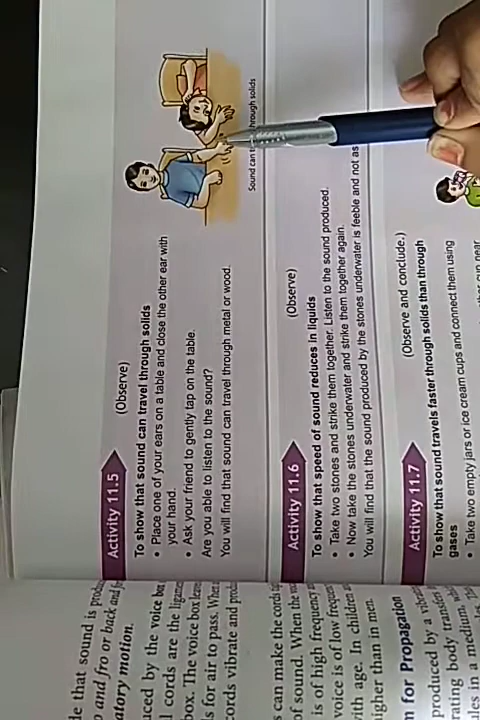 de that sound is produ
o and fro or back and fr
atory motion.
uced by the voice box
l cords are the ligame
box. The voice box leaves
s for air to pass. When
cords vibrate and produ
s can make the cords
of sound. When the
is of high frequency
voice is of low frequen
ith age. In children
higher than in men.
n for Propagation
produced by a vibra
rating body transfers
ules in a medium.
Activity 11.5
(Observe)
To show that sound can travel through solids
• Place one of your ears on a table and close the other ear with
your hand.
• Ask your friend to gently tap on the table.
Are you able to listen to the sound?
You will find that sound can travel through metal or wood.
Sound can through solids
Activity 11.6
(Observe)
To show that speed of sound reduces in liquids
• Take two stones and strike them together. Listen to the sound produced.
• Now take the stones underwater and strike them together again.
You will find that the sound produced by the stones underwater is feeble and not as
Activity 11.7
(Observe and conclude.)
To show that sound travels faster through solids than through
gases
• Take two empty jars or ice cream cups and connect them using